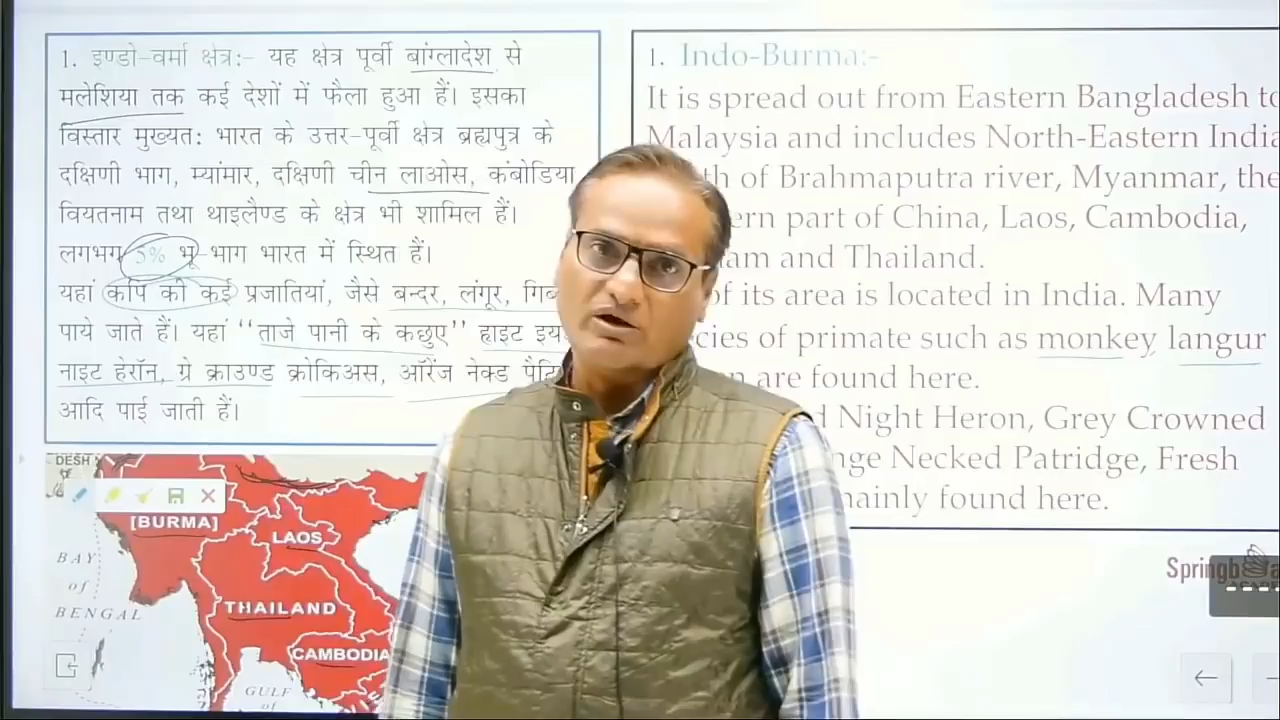 1. इण्डो-वर्मा क्षेत्र:- यह क्षेत्र पूर्वी बांग्लादेश से
मलेशिया तक कई देशों में फैला हुआ हैं। इसका
विस्तार मुख्यत: भारत के उत्तर-पूर्वी क्षेत्र ब्रह्मपुत्र के
दक्षिणी भाग, म्यांमार, दक्षिणी चीन लाओस, कंबोडिया
वियतनाम तथा थाइलैण्ड के क्षेत्र भी शामिल हैं।
लगभग 5% भू-भाग भारत में स्थित हैं।
यहां कपि की कई प्रजातियां, जैसे बन्दर, लंगूर,
पाये जाते हैं। यहां "ताजे पानी के कछुए" ह्वाइट
नाइट हेरॉन, ग्रे क्राउण्ड क्रोकिअस, ऑरेंज नेक्ड
आदि पाई जाती हैं।
1. Indo-Burma:-
It is spread out from Eastern Bangladesh to
Malaysia and includes North-Eastern India
of Brahmaputra river, Myanmar, the
part of China, Laos, Cambodia,
and Thailand.
of its area is located in India. Many
of primate such as monkey langur
are found here.
Night Heron, Grey Crowned
Necked Patridge, Fresh
mainly found here.
DESH
[BURMA]
LAOS
BAY
of
BENGAL
THAILAND
CAMBODIA
GULF
of